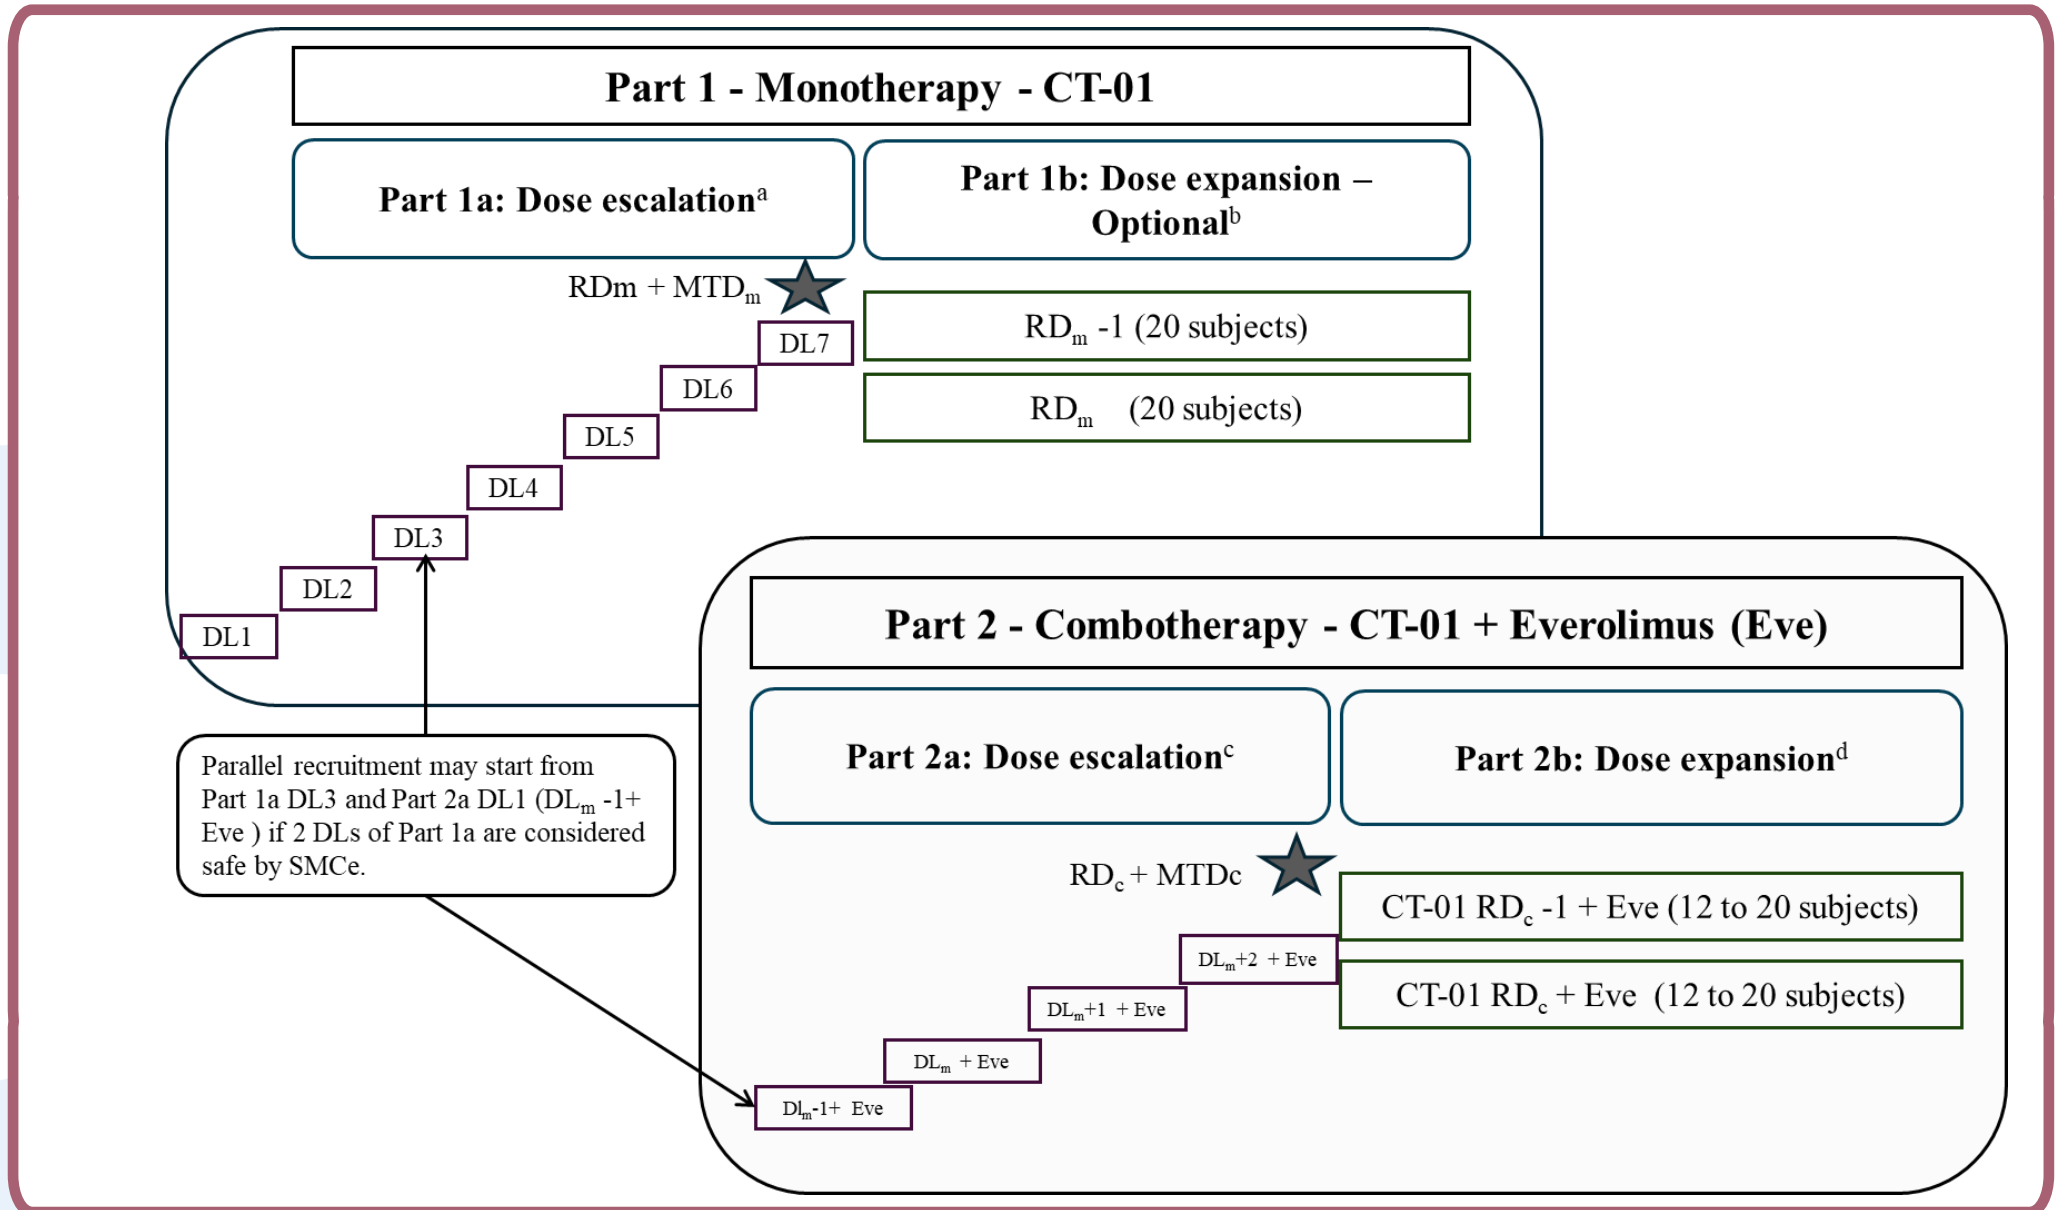 Part 1 - Monotherapy - CT-01
Part 1a: Dose escalationᵃ
Part 1b: Dose expansion –
Optionalᵇ
RDm + MTDₘ
RDₘ -1 (20 subjects)
RDₘ (20 subjects)
DL7
DL6
DL5
DL4
DL3
DL2
DL1
Parallel recruitment may start from
Part 1a DL3 and Part 2a DL1 (DLₘ -1+
Eve ) if 2 DLs of Part 1a are considered
safe by SMCe.
Part 2 - Combotherapy - CT-01 + Everolimus (Eve)
Part 2a: Dose escalationᶜ
Part 2b: Dose expansionᵈ
RD_c + MTDc
CT-01 RD_c -1 + Eve (12 to 20 subjects)
CT-01 RD_c + Eve (12 to 20 subjects)
DLₘ+2 + Eve
DLₘ+1 + Eve
DLₘ + Eve
Dlₘ-1+ Eve